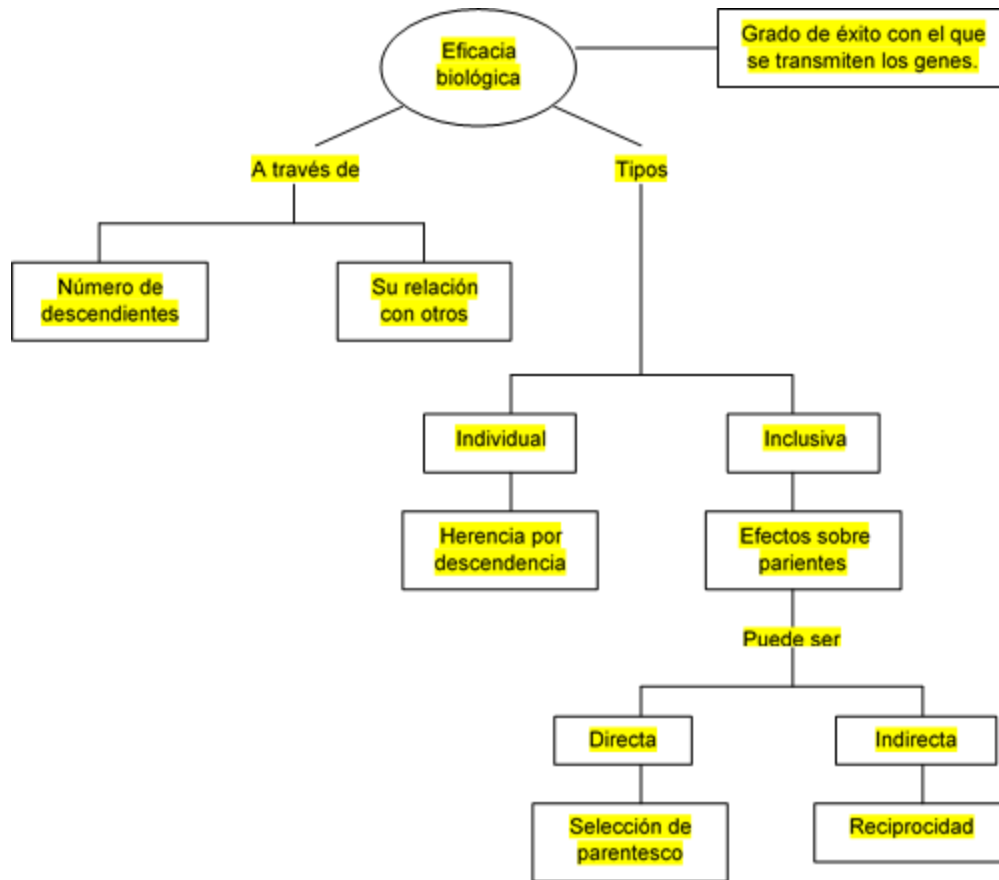 Eficacia
biológica
Grado de éxito con el que
se transmiten los genes.
A través de
Tipos
Número de
descendientes
Su relación
con otros
Individual
Inclusiva
Herencia por
descendencia
Efectos sobre
parientes
Puede ser
Directa
Indirecta
Selección de
parentesco
Reciprocidad